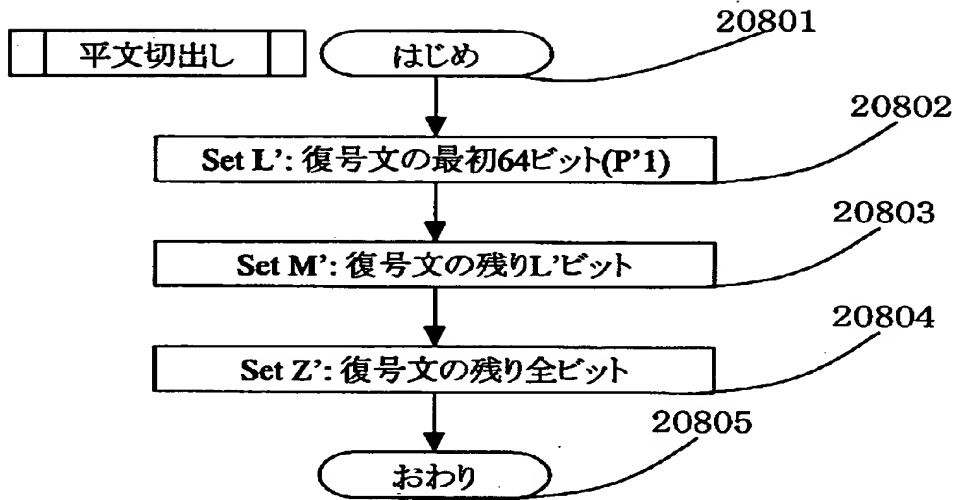 20801
平文切出し
はじめ
20802
Set L’: 復号文の最初64ビット(P’1)
20803
Set M’: 復号文の残りL’ビット
20804
Set Z’: 復号文の残り全ビット
20805
おわり